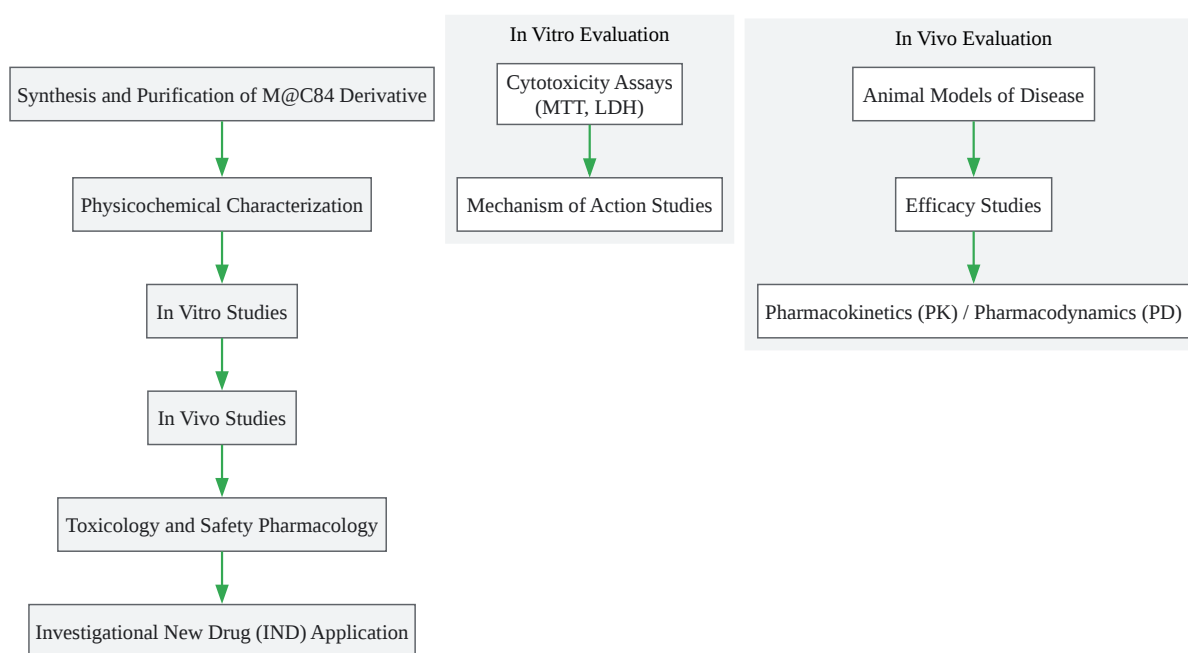 Synthesis and Purification of M@C84 Derivative
Physicochemical Characterization
In Vitro Studies
In Vivo Studies
Toxicology and Safety Pharmacology
Investigational New Drug (IND) Application
In Vitro Evaluation
Cytotoxicity Assays
(MTT, LDH)
Mechanism of Action Studies
In Vivo Evaluation
Animal Models of Disease
Efficacy Studies
Pharmacokinetics (PK) / Pharmacodynamics (PD)